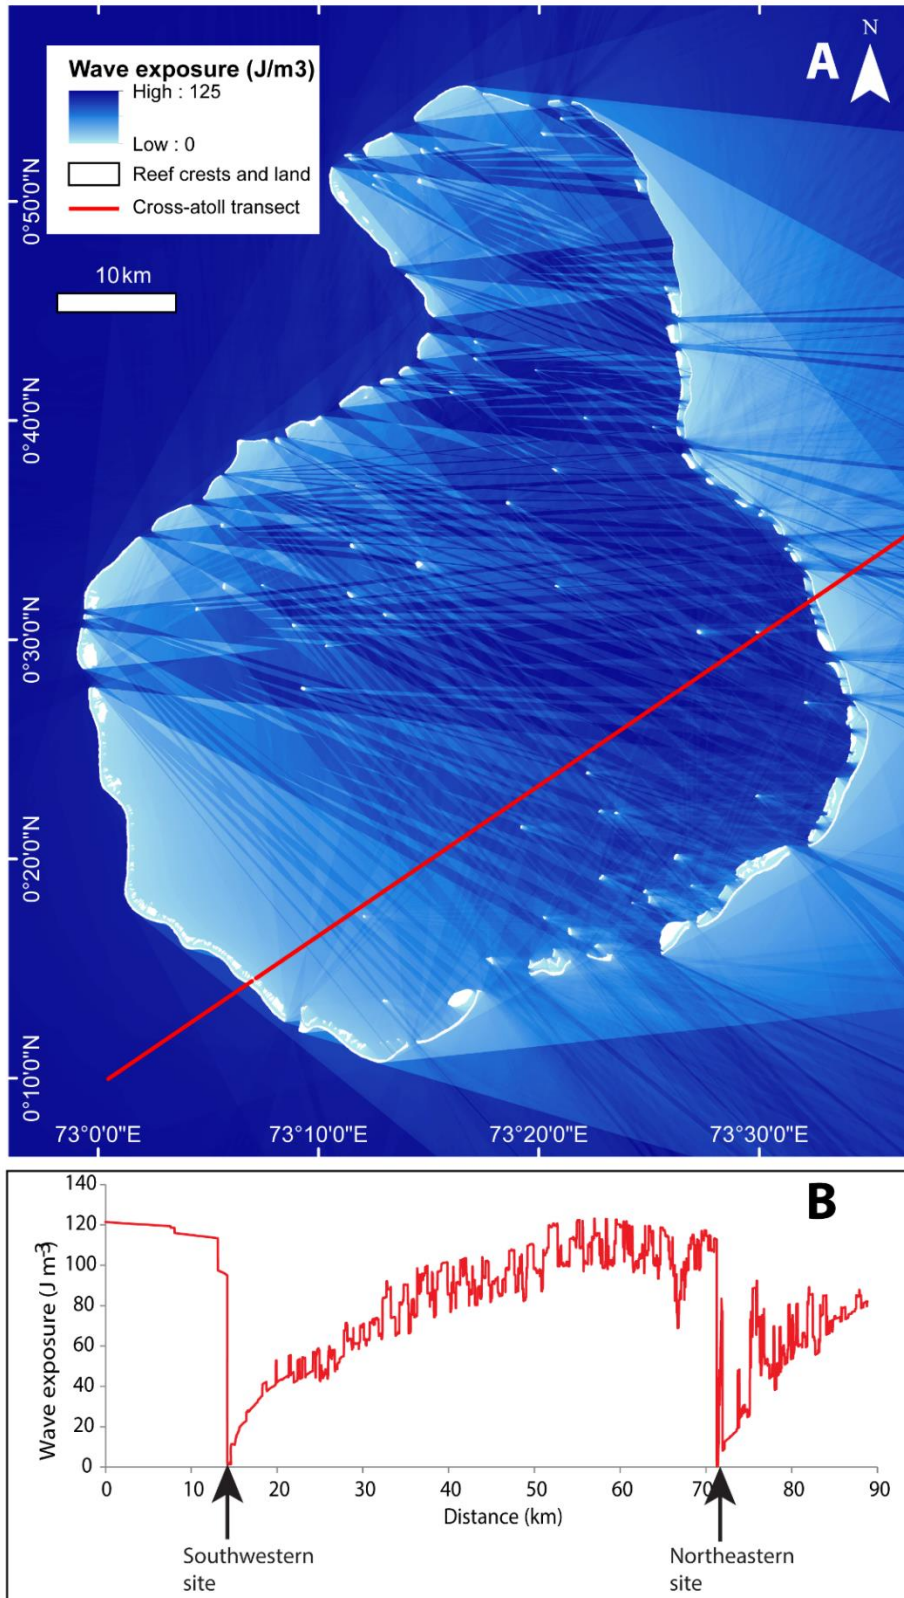 Wave exposure (J/m3)
High : 125
Low : 0
Reef crests and land
Cross-atoll transect
A
N
10km
0°50'0"N
0°40'0"N
0°30'0"N
0°20'0"N
0°10'0"N
73°0'0"E
73°10'0"E
73°20'0"E
73°30'0"E
B
Wave exposure (J m⁻³)
140
120
100
80
60
40
20
0
0
10
20
30
40
50
60
70
80
90
Distance (km)
Southwestern
site
Northeastern
site